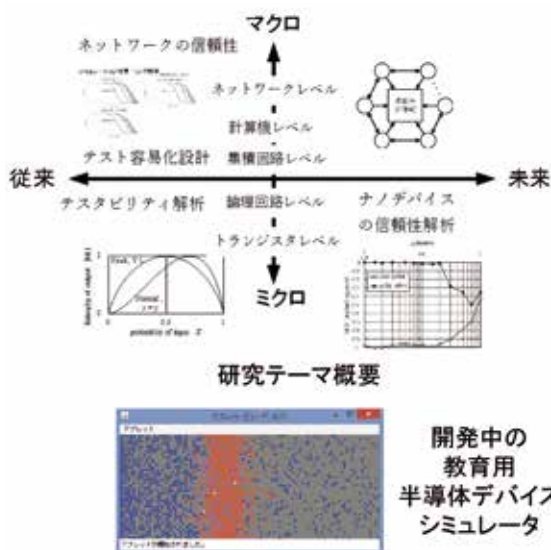 マクロ
ネットワークの信頼性
ネットワークレベル
計算機レベル
テスト容易化設計
集積回路レベル
従来
未来
テスタビリティ解析
論理回路レベル
ナノデバイス
の信頼性解析
トランジスタレベル
ミクロ
研究テーマ概要
開発中の
教育用
半導体デバイス
シミュレータ